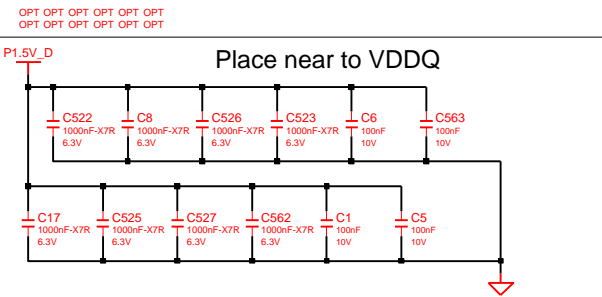 OPT OPT OPT OPT OPT OPT
OPT OPT OPT OPT OPT OPT
P1.5V_D
Place near to VDDQ
C522 C8 C526 C523 C6 C563
1000nF-X7R 1000nF-X7R 1000nF-X7R 1000nF-X7R 100nF 100nF
6.3V 6.3V 6.3V 6.3V 10V 10V
C17 C525 C527 C562 C1 C5
1000nF-X7R 1000nF-X7R 1000nF-X7R 1000nF-X7R 100nF 100nF
6.3V 6.3V 6.3V 6.3V 10V 10V